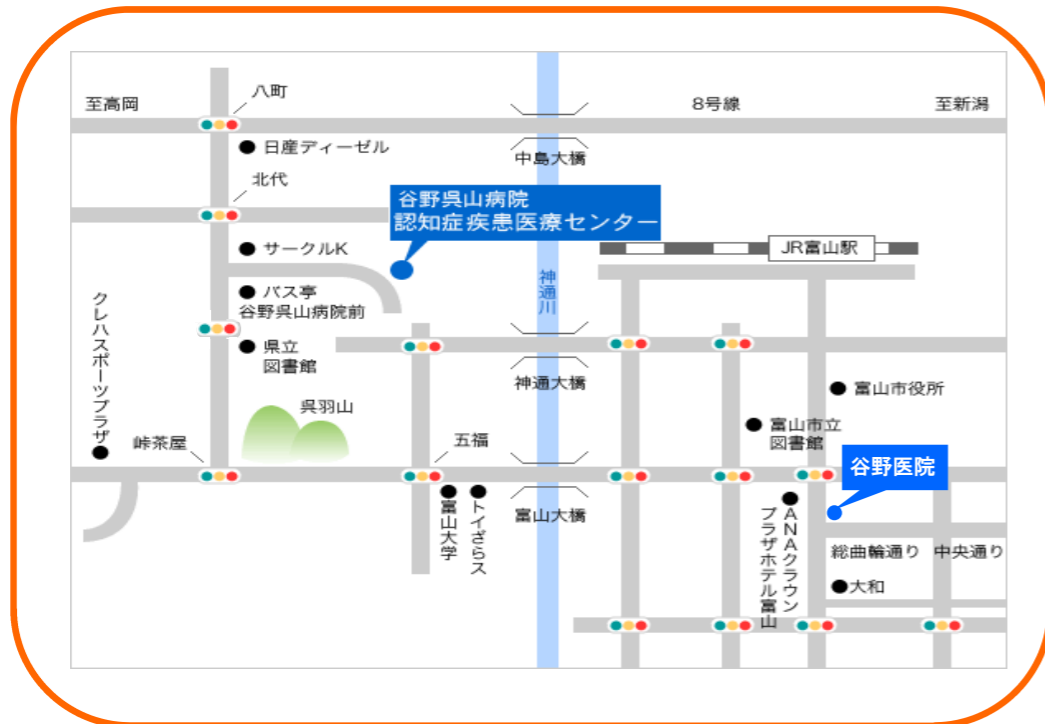 八町
至高岡
8号線
至新潟
日産ディーゼル
中島大橋
北代
谷野呉山病院
認知症疾患医療センター
サークルK
JR富山駅
神通川
バス亭
谷野呉山病院前
クレハスポーツプラザ
県立
図書館
神通大橋
富山市役所
呉羽山
富山市立
図書館
峠茶屋
五福
谷野医院
富山大学
トイざらス
富山大橋
ANAクラウン
プラザホテル富山
総曲輪通り
中央通り
大和